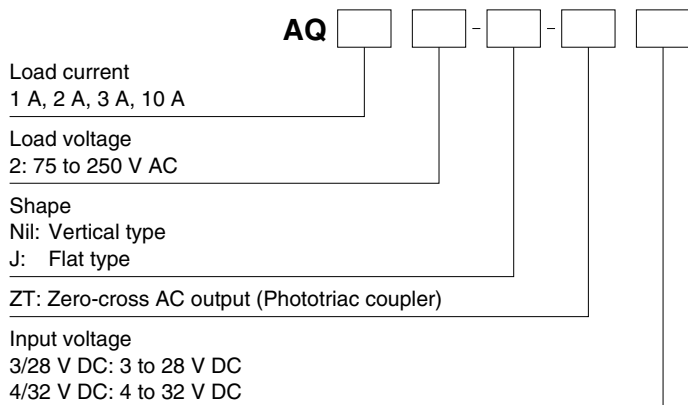 AQ - -
Load current
1 A, 2 A, 3 A, 10 A
Load voltage
2: 75 to 250 V AC
Shape
Nil: Vertical type
J: Flat type
ZT: Zero-cross AC output (Phototriac coupler)
Input voltage
3/28 V DC: 3 to 28 V DC
4/32 V DC: 4 to 32 V DC